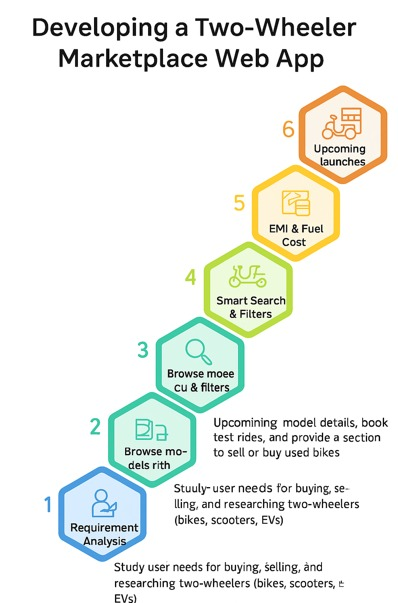 Developing a Two-Wheeler
Marketplace Web App
6
Upcoming
launches
5
EMI & Fuel
Cost
4
Smart Search
& Filters
3
Browse moee
cu & filters
2
Browse mo-
dels rith
Upcomining model details, book
test rides, and provide a section
to sell or buy used bikes
1
Requirement
Analysis
Stuuly-user needs for buying, se-
lling, and researching two-wheelers
(bikes, scooters, EVs)
Study user needs for buying, selling, and
researching two-wheelers (bikes, scooters,
EVs)